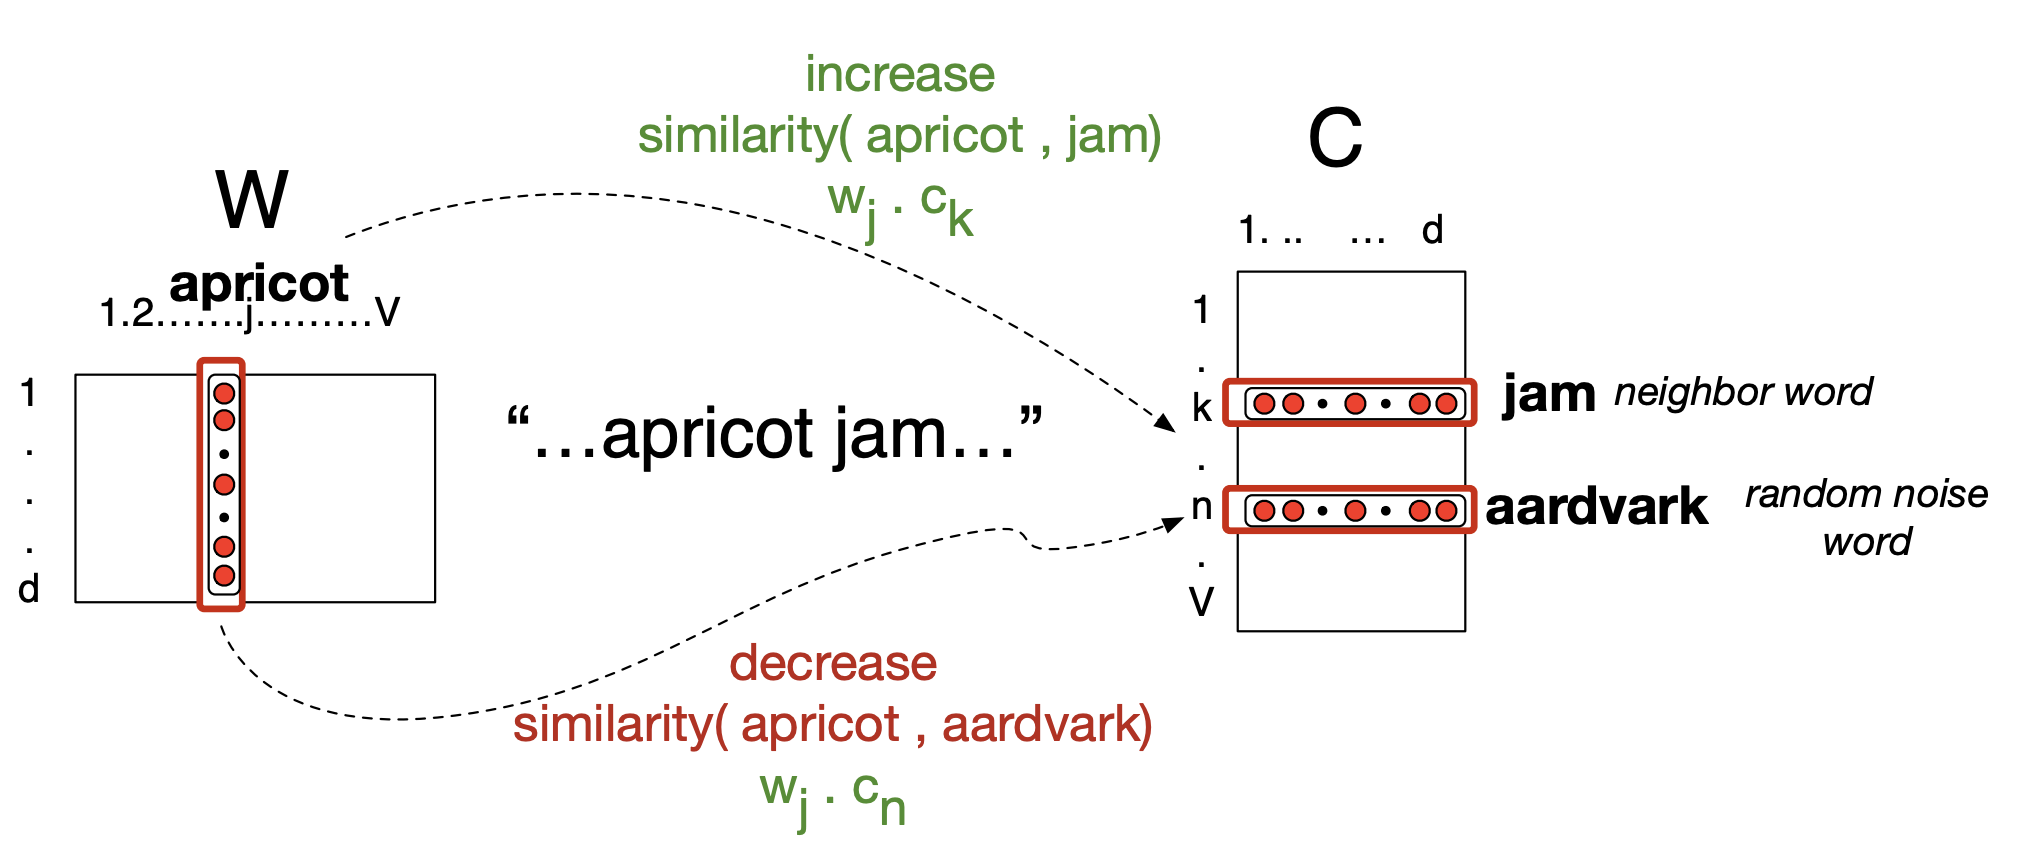 increase
similarity( apricot , jam)
wj . ck
W
apricot
1.2.......j.........V
1
.
.
.
d
“...apricot jam...”
C
1. .. ... d
1
.
k
.
n
.
V
jam neighbor word
aardvark random noise
word
decrease
similarity( apricot , aardvark)
wj . cn